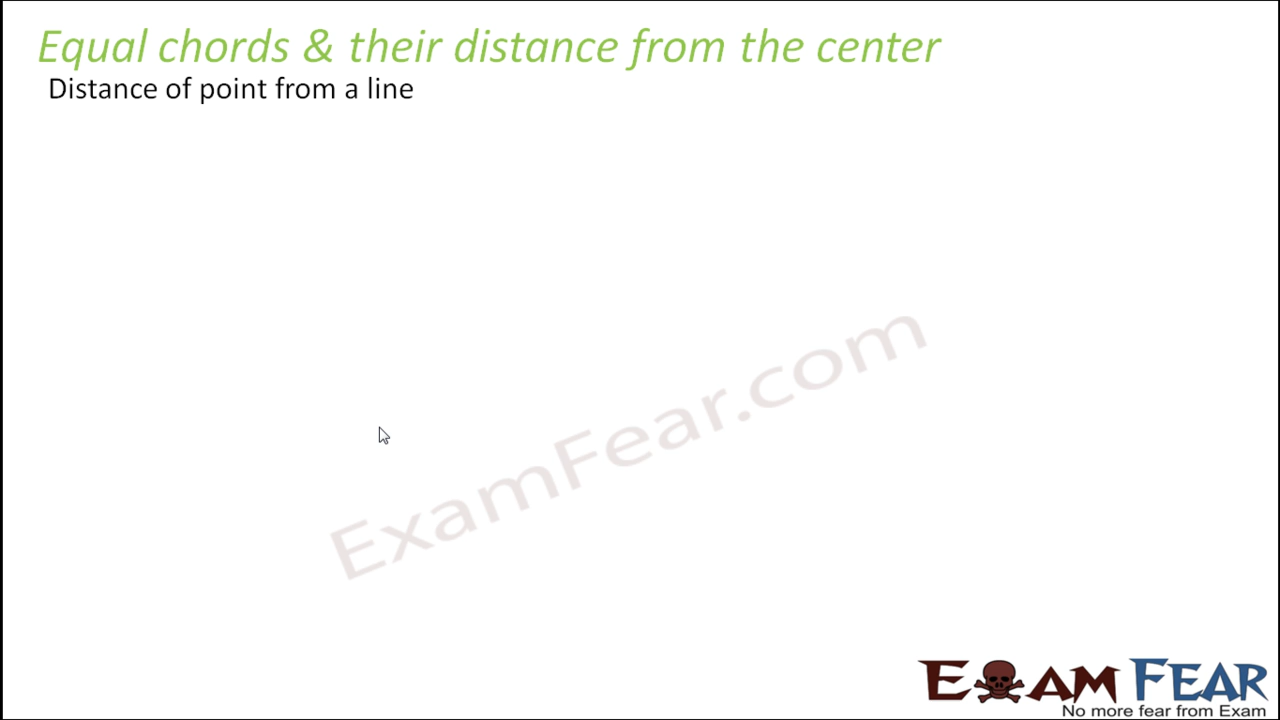 Equal chords & their distance from the center
Distance of point from a line
ExamFear.com
EXAM FEAR
No more fear from Exam